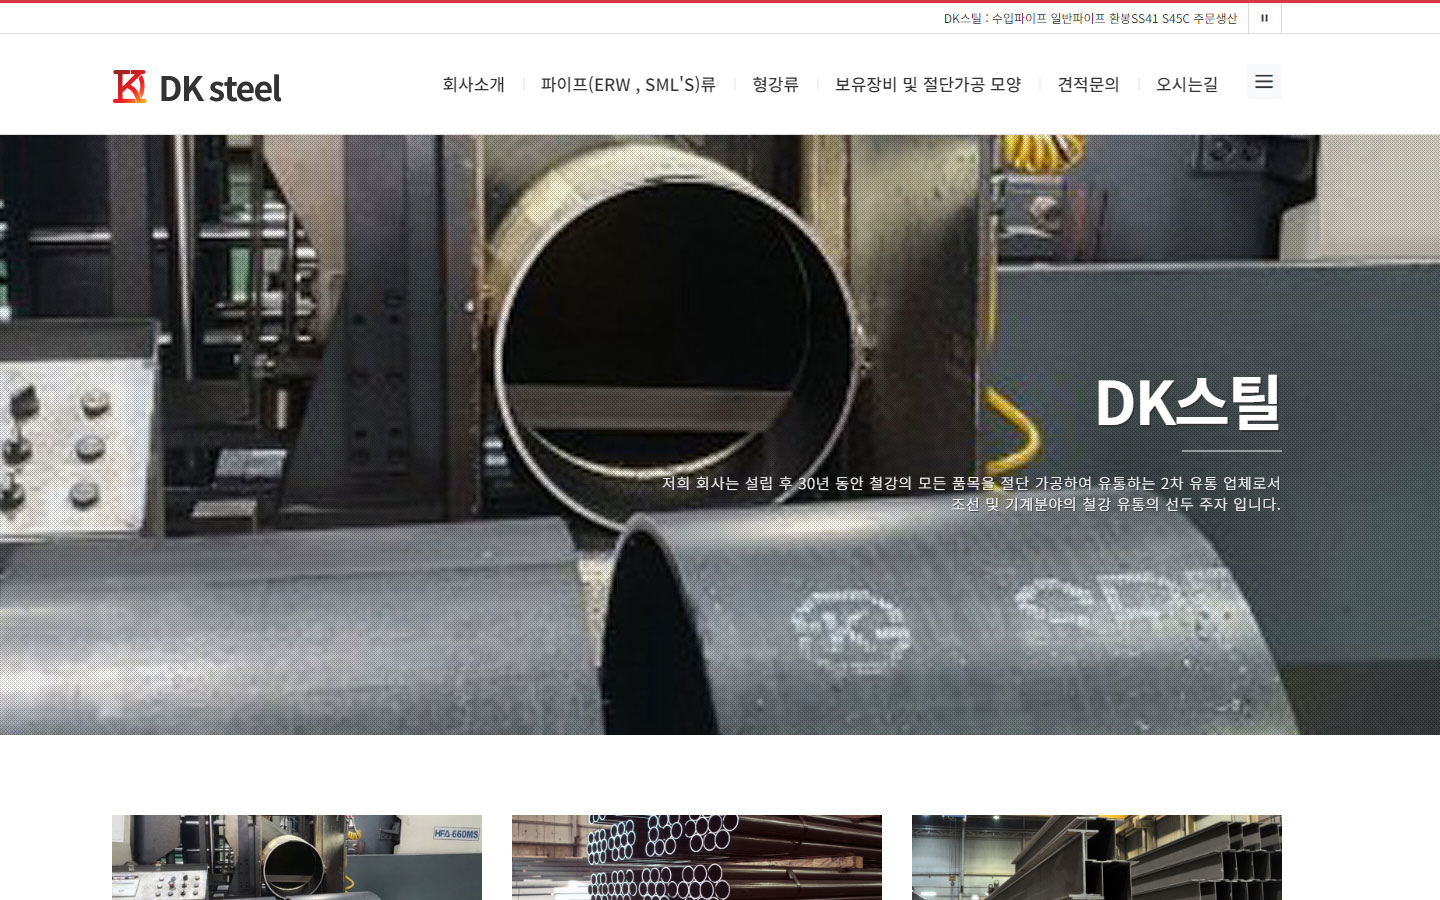 DK스틸 : 수입파이프 일반파이프 환봉SS41 S45C 주문생산
DK steel
회사소개
파이프(ERW , SML'S)류
형강류
보유장비 및 절단가공 모양
견적문의
오시는길
DK스틸
저희 회사는 설립 후 30년 동안 철강의 모든 품목을 절단 가공하여 유통하는 2차 유통 업체로서
조선 및 기계분야의 철강 유통의 선두 주자 입니다.
HFA 660MS